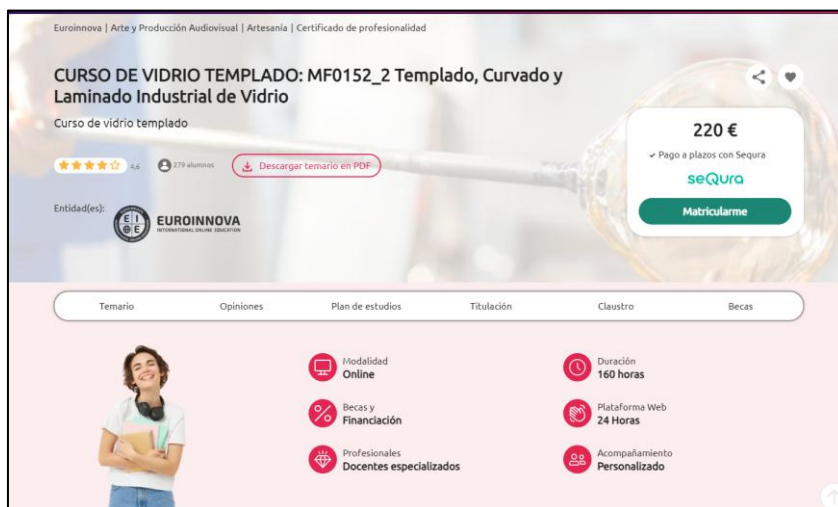 Euroinnova | Arte y Producción Audiovisual | Artesanía | Certificado de profesionalidad
CURSO DE VIDRIO TEMPLADO: MF0152_2 Templado, Curvado y
Laminado Industrial de Vidrio
Curso de vidrio templado
4,6
279 alumnos
Descargar temario en PDF
Entidad(es):
EIE
EUROINNOVA
INTERNATIONAL ONLINE EDUCATION
220 €
Pago a plazos con Sequra
seQura
Matricularme
Temario
Opiniones
Plan de estudios
Titulación
Claustro
Becas
Modalidad
Online
Duración
160 horas
Becas y
Financiación
Plataforma Web
24 Horas
Profesionales
Docentes especializados
Acompañamiento
Personalizado